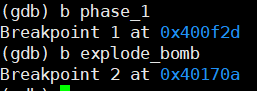 (gdb) b phase_1
Breakpoint 1 at 0x400f2d
(gdb) b explode_bomb
Breakpoint 2 at 0x40170a
(gdb)